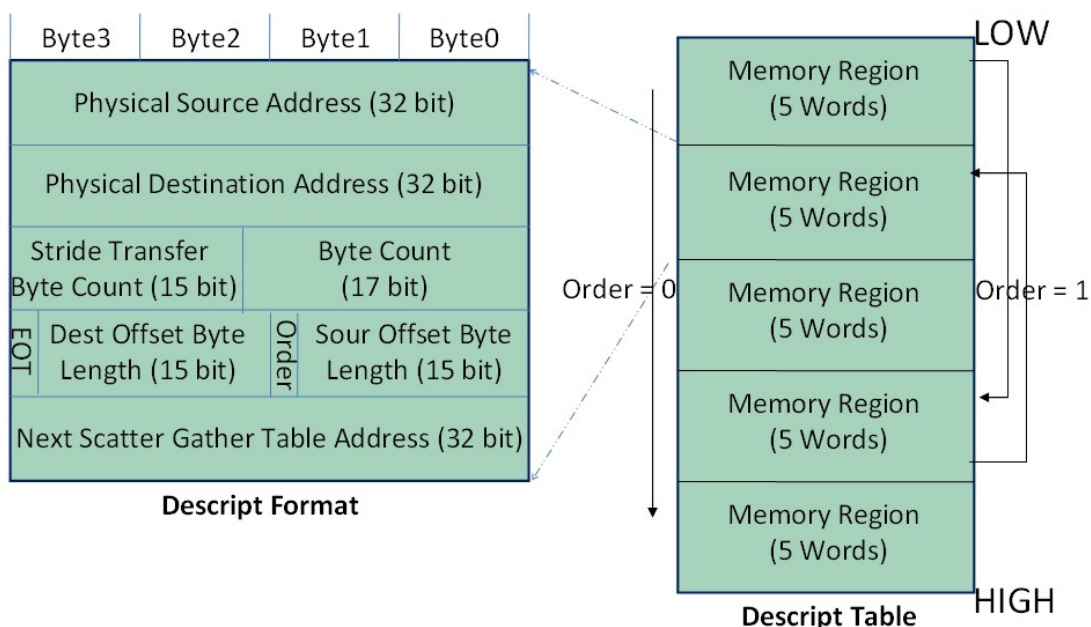 Byte3 Byte2 Byte1 Byte0
Physical Source Address (32 bit)
Physical Destination Address (32 bit)
Stride Transfer
Byte Count (15 bit)
Byte Count
(17 bit)
EOT
Dest Offset Byte
Length (15 bit)
Order
Sour Offset Byte
Length (15 bit)
Next Scatter Gather Table Address (32 bit)
Descript Format
LOW
Memory Region
(5 Words)
Memory Region
(5 Words)
Order = 0
Memory Region
(5 Words)
Order = 1
Memory Region
(5 Words)
Memory Region
(5 Words)
HIGH
Descript Table